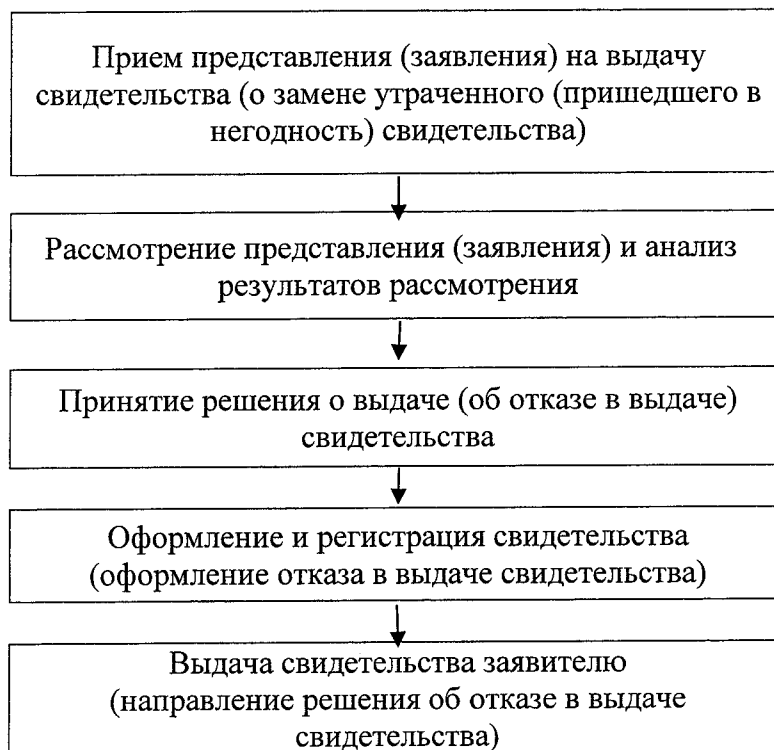 Прием представления (заявления) на выдачу
свидетельства (о замене утраченного (пришедшего в
негодность) свидетельства)
Рассмотрение представления (заявления) и анализ
результатов рассмотрения
Принятие решения о выдаче (об отказе в выдаче)
свидетельства
Оформление и регистрация свидетельства
(оформление отказа в выдаче свидетельства)
Выдача свидетельства заявителю
(направление решения об отказе в выдаче
свидетельства)